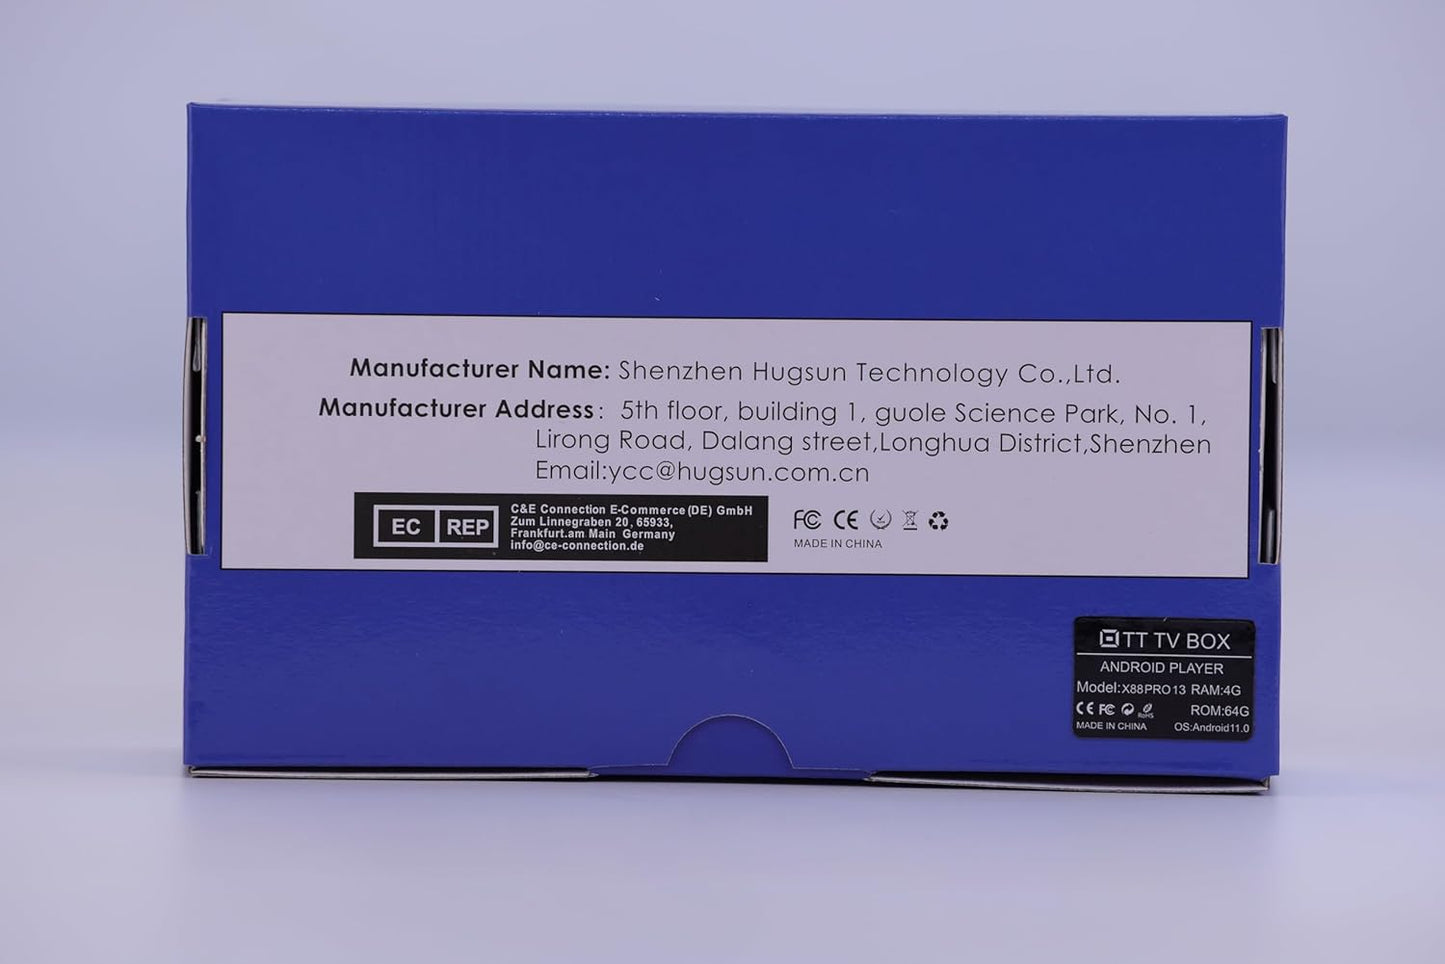 Manufacturer Name: Shenzhen Hugsun Technology Co.,Ltd.
Manufacturer Address: 5th floor, building 1, guole Science Park, No. 1,
Lirong Road, Dalang street,Longhua District,Shenzhen
Email:ycc@hugsun.com.cn
EC REP
C&E Connection E-Commerce(DE) GmbH
Zum Linnegraben 20, 65933,
Frankfurt.am Main Germany
info@ce-connection.de
FC CE
MADE IN CHINA
OTT TV BOX
ANDROID PLAYER
Model:X88PRO13 RAM:4G
CE FC RoHS ROM:64G
MADE IN CHINA OS:Android11.0